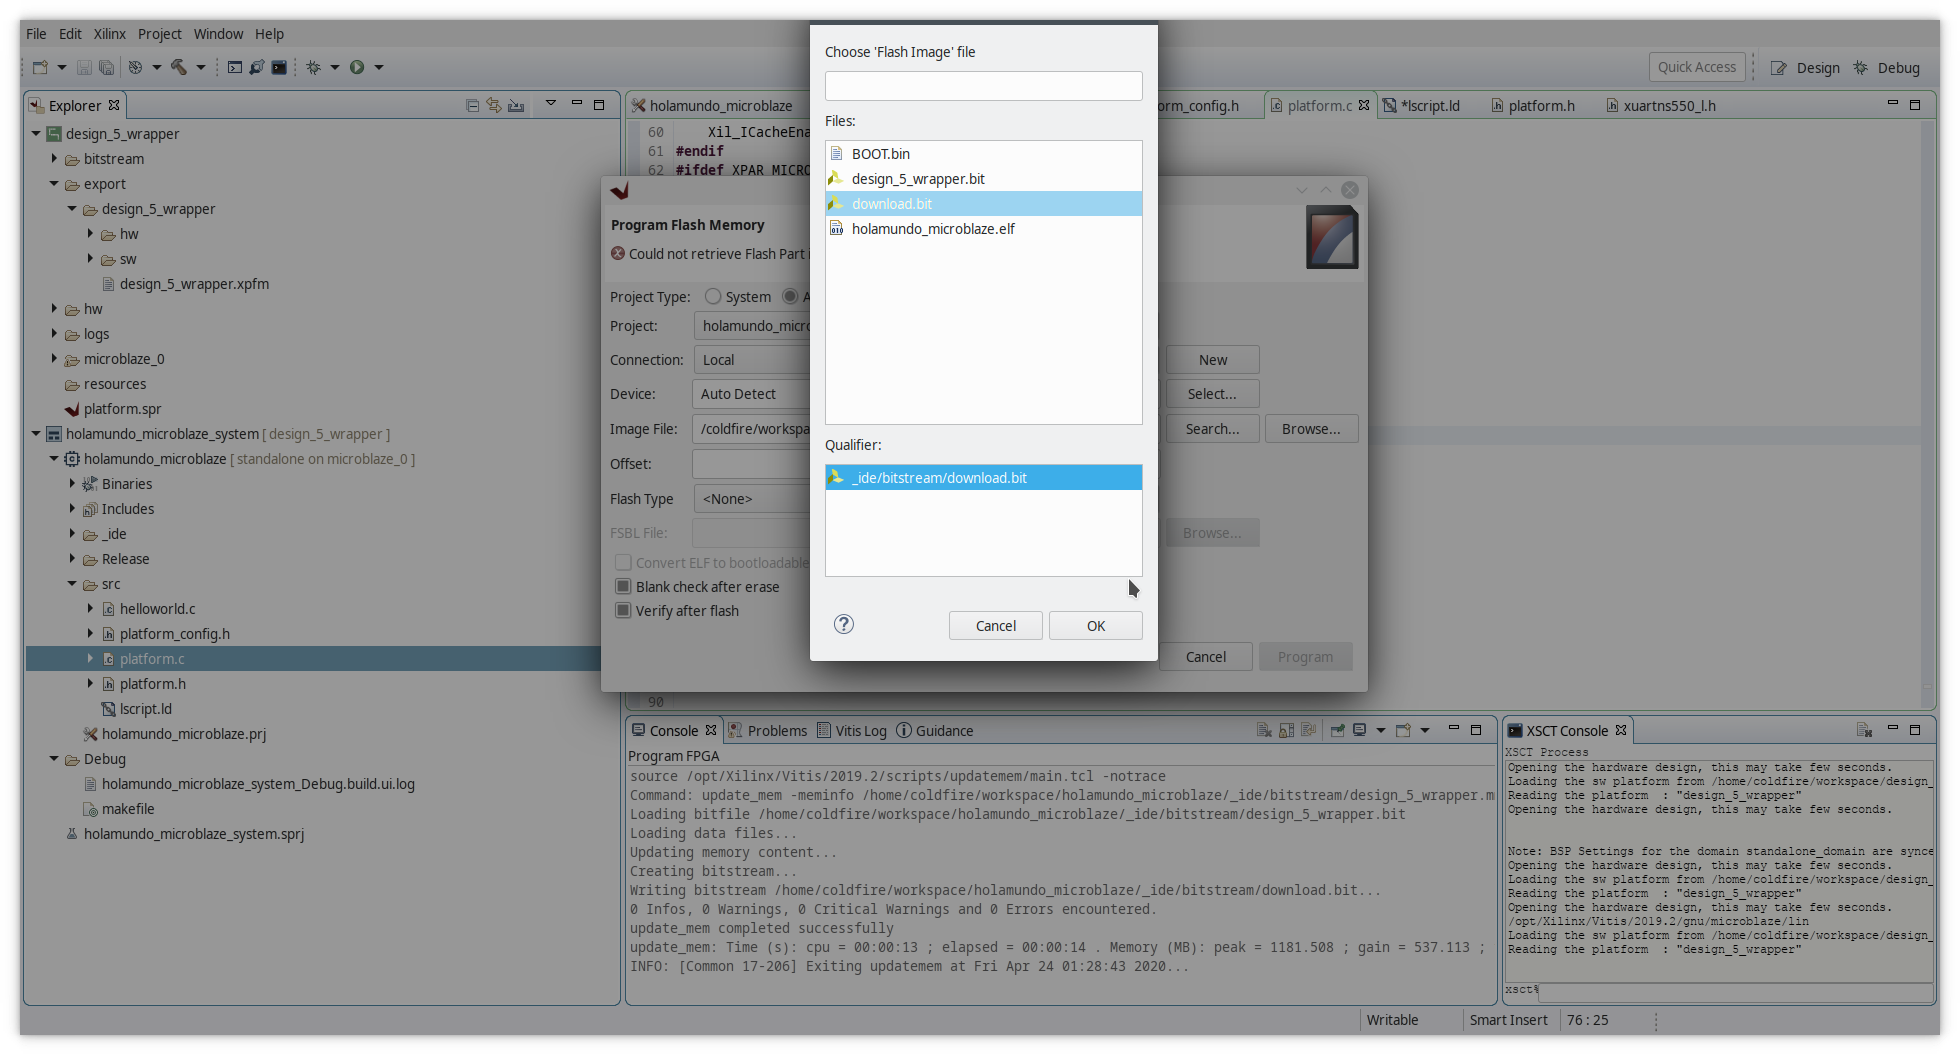 File Edit Xilinx Project Window Help
Quick Access Design Debug
Explorer
design_5_wrapper
bitstream
export
design_5_wrapper
hw
sw
design_5_wrapper.xpfm
hw
logs
microblaze_0
resources
platform.spr
holamundo_microblaze_system [ design_5_wrapper ]
holamundo_microblaze [ standalone on microblaze_0 ]
Binaries
Includes
_ide
Release
src
helloworld.c
platform_config.h
platform.c
platform.h
lscript.ld
holamundo_microblaze.prj
Debug
holamundo_microblaze_system_Debug.build.ui.log
makefile
holamundo_microblaze_system.sprj
holamundo_microblaze
orm_config.h platform.c *lscript.ld platform.h xuartns550_l.h
60 Xil_ICacheEna
61 #endif
62 #ifdef XPAR_MICRO
90
Program Flash Memory
Could not retrieve Flash Part i
Project Type: System A
Project: holamundo_micro
Connection: Local New
Device: Auto Detect Select...
Image File: /coldfire/workspa Search... Browse...
Offset:
Flash Type <None>
FSBL File: Browse...
Convert ELF to bootloadable
Blank check after erase
Verify after flash
Cancel Program
Choose 'Flash Image' file
Files:
BOOT.bin
design_5_wrapper.bit
download.bit
holamundo_microblaze.elf
Qualifier:
_ide/bitstream/download.bit
? Cancel OK
Console Problems Vitis Log Guidance
Program FPGA
source /opt/Xilinx/Vitis/2019.2/scripts/updatemem/main.tcl -notrace
Command: update_mem -meminfo /home/coldfire/workspace/holamundo_microblaze/_ide/bitstream/design_5_wrapper.m
Loading bitfile /home/coldfire/workspace/holamundo_microblaze/_ide/bitstream/design_5_wrapper.bit
Loading data files...
Updating memory content...
Creating bitstream...
Writing bitstream /home/coldfire/workspace/holamundo_microblaze/_ide/bitstream/download.bit...
0 Infos, 0 Warnings, 0 Critical Warnings and 0 Errors encountered.
update_mem completed successfully
update_mem: Time (s): cpu = 00:00:13 ; elapsed = 00:00:14 . Memory (MB): peak = 1181.508 ; gain = 537.113 ;
INFO: [Common 17-206] Exiting updatemem at Fri Apr 24 01:28:43 2020...
XSCT Console
XSCT Process
Opening the hardware design, this may take few seconds.
Loading the sw platform from /home/coldfire/workspace/design_
Reading the platform : "design_5_wrapper"
Opening the hardware design, this may take few seconds.
Note: BSP Settings for the domain standalone_domain are synce
Opening the hardware design, this may take few seconds.
Loading the sw platform from /home/coldfire/workspace/design_
Reading the platform : "design_5_wrapper"
Opening the hardware design, this may take few seconds.
/opt/Xilinx/Vitis/2019.2/gnu/microblaze/lin
Loading the sw platform from /home/coldfire/workspace/design_
Reading the platform : "design_5_wrapper"
xsct%
Writable Smart Insert 76 : 25